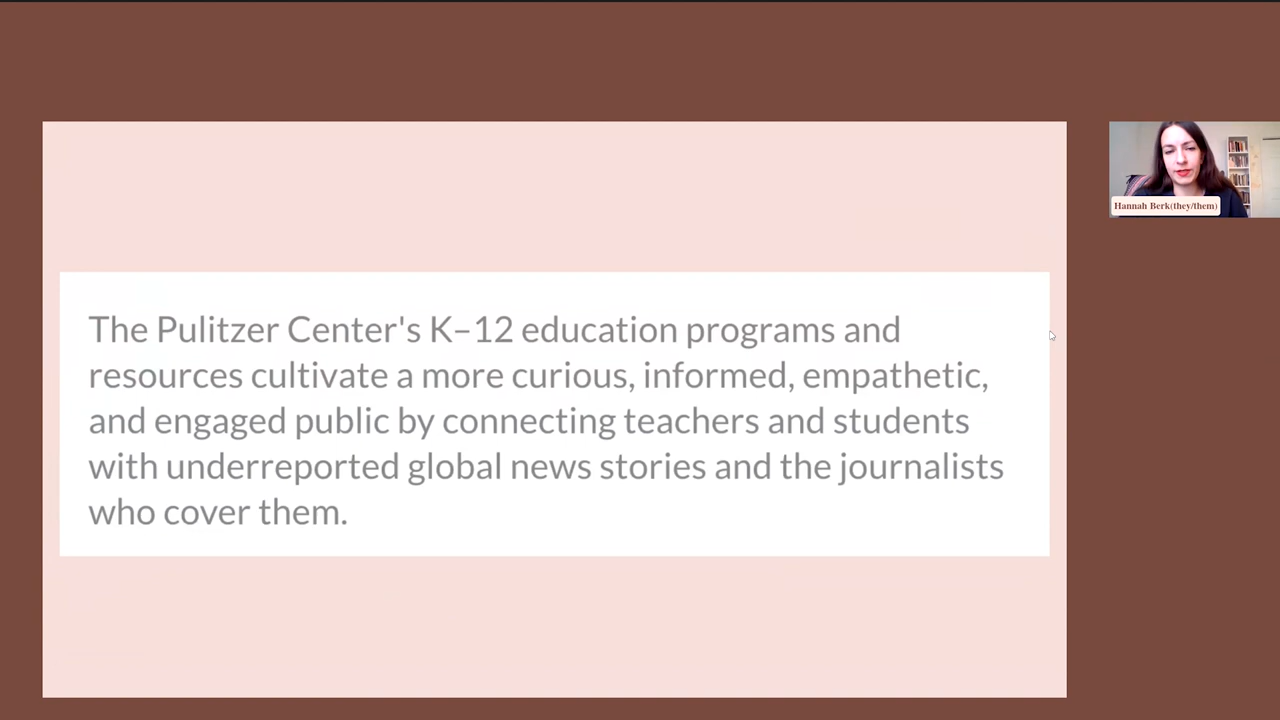 The Pulitzer Center's K–12 education programs and
resources cultivate a more curious, informed, empathetic,
and engaged public by connecting teachers and students
with underreported global news stories and the journalists
who cover them.
Hannah Berk(they/them)